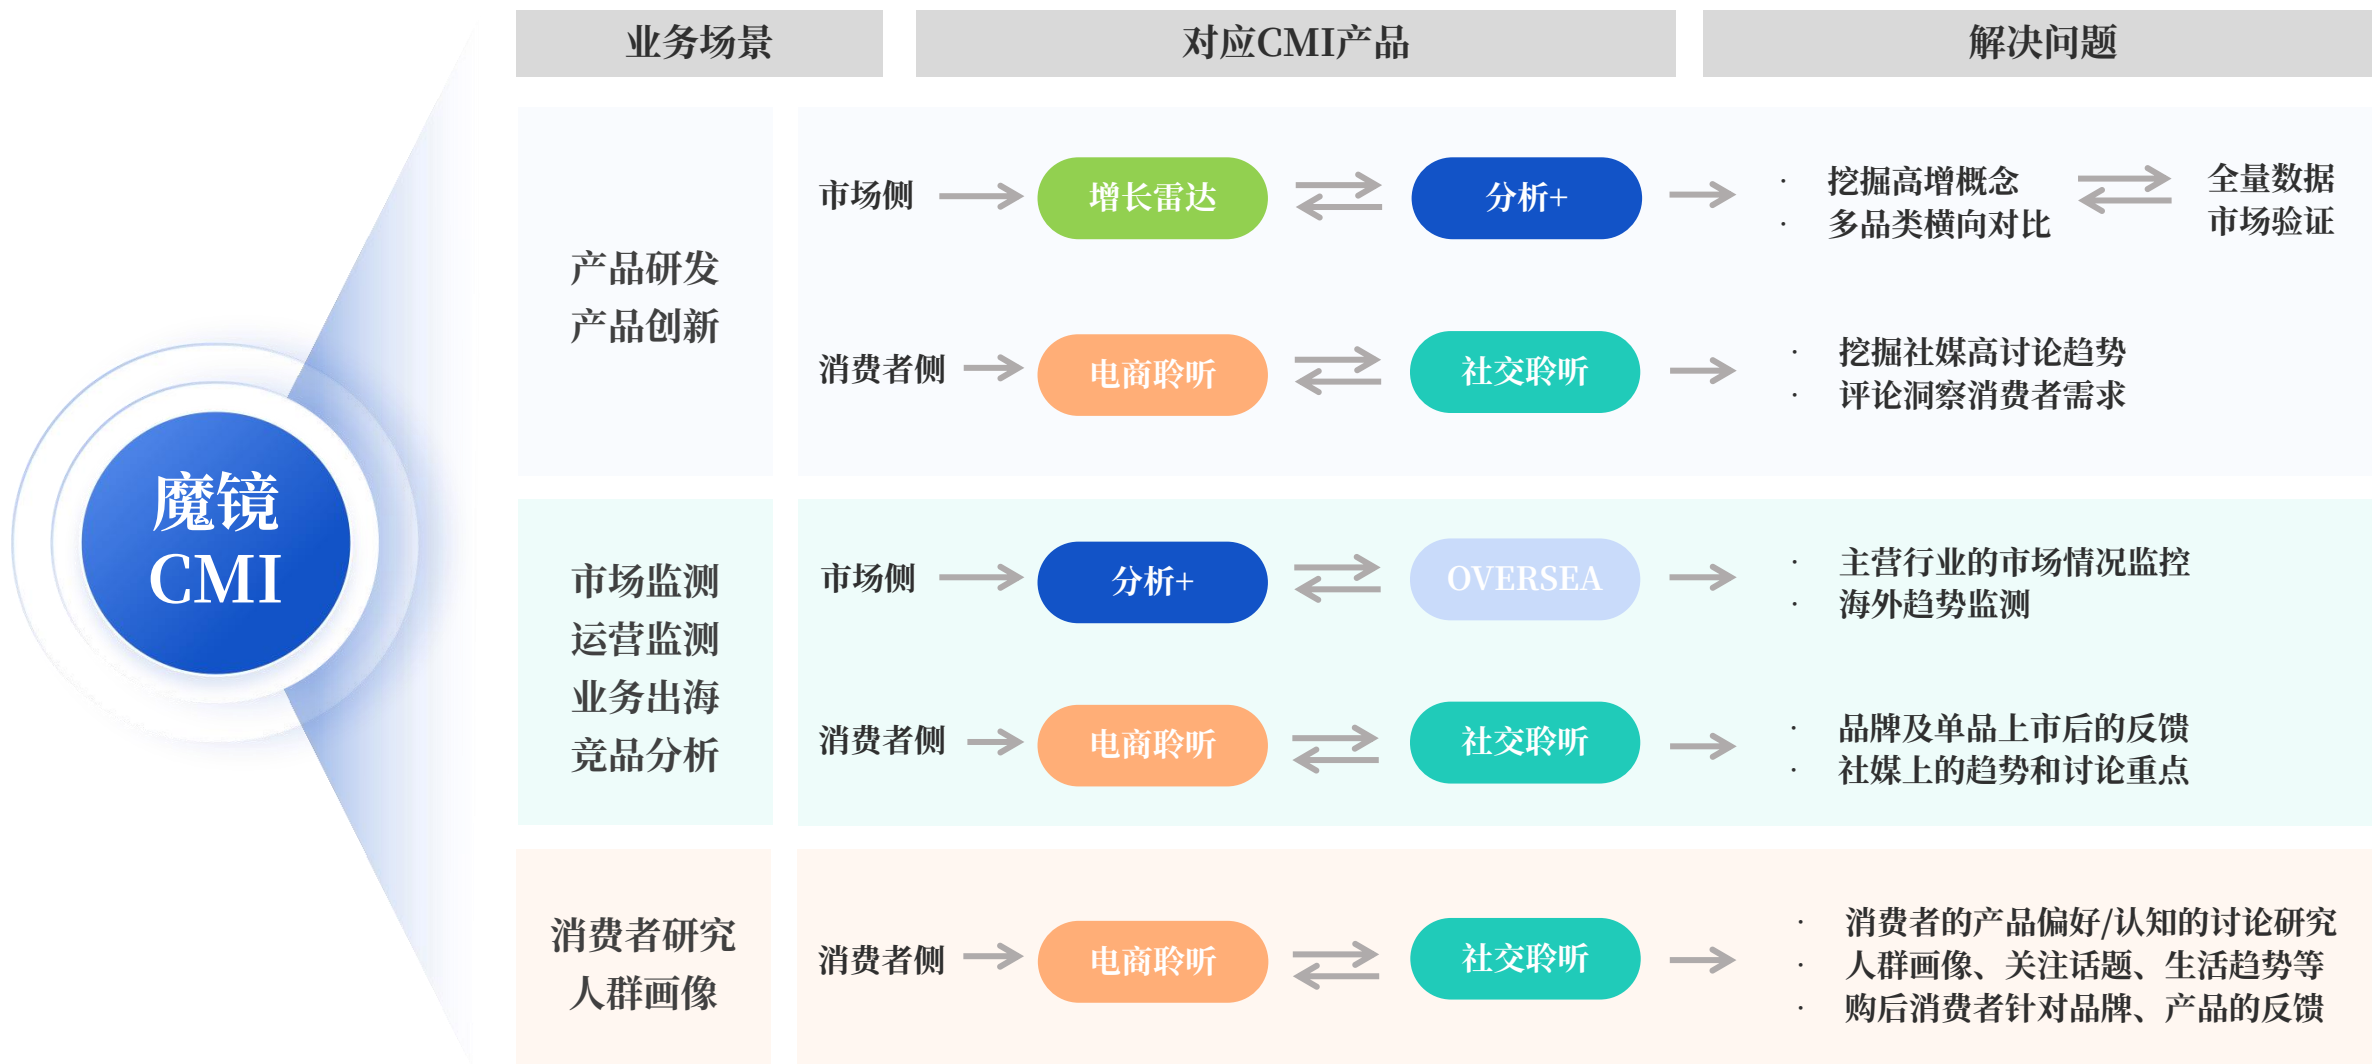 业务场景
对应CMI产品
解决问题
魔镜
CMI
产品研发
产品创新
市场侧
增长雷达
分析+
· 挖掘高增概念
· 多品类横向对比
全量数据
市场验证
消费者侧
电商聆听
社交聆听
· 挖掘社媒高讨论趋势
· 评论洞察消费者需求
市场监测
运营监测
业务出海
竞品分析
市场侧
分析+
OVERSEA
· 主营行业的市场情况监控
· 海外趋势监测
消费者侧
电商聆听
社交聆听
· 品牌及单品上市后的反馈
· 社媒上的趋势和讨论重点
消费者研究
人群画像
消费者侧
电商聆听
社交聆听
· 消费者的产品偏好/认知的讨论研究
· 人群画像、关注话题、生活趋势等
· 购后消费者针对品牌、产品的反馈